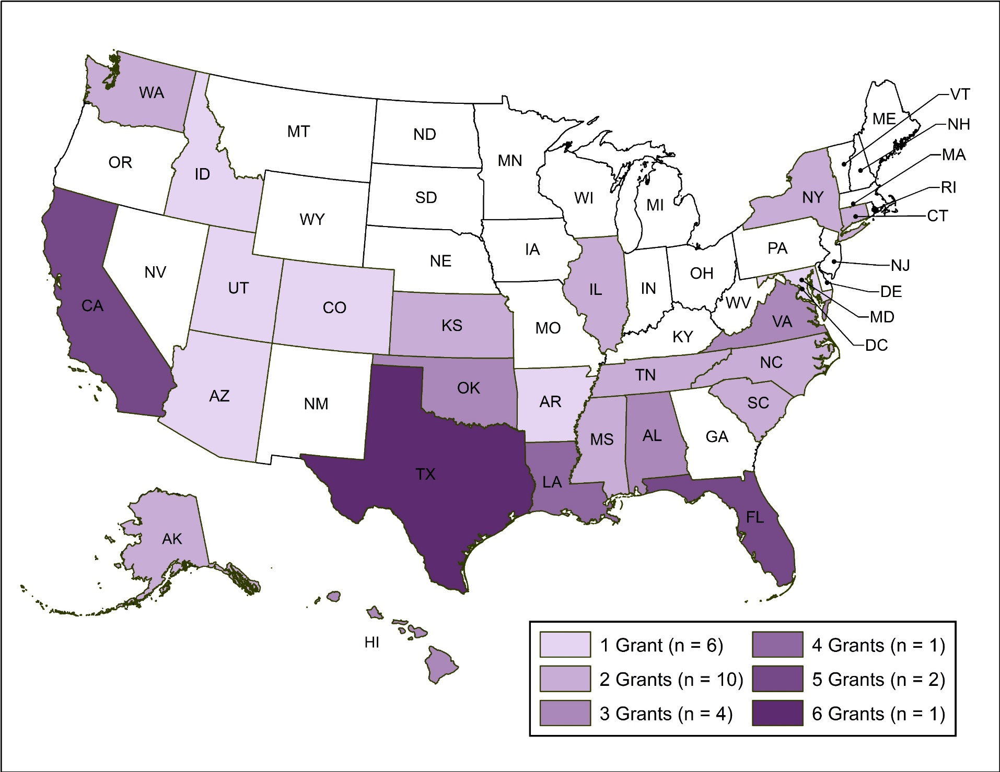 VT
WA
ME
NH
MT
ND
MN
MA
OR
ID
RI
SD
WI
NY
MI
CT
WY
PA
IA
NE
NJ
NV
OH
UT
IL
IN
DE
CO
CA
WV
MD
KS
VA
MO
KY
DC
NC
TN
OK
AZ
AR
SC
NM
MS
AL
GA
TX
LA
FL
AK
HI
1 Grant (n = 6)
4 Grants (n = 1)
2 Grants (n = 10)
5 Grants (n = 2)
3 Grants (n = 4)
6 Grants (n = 1)